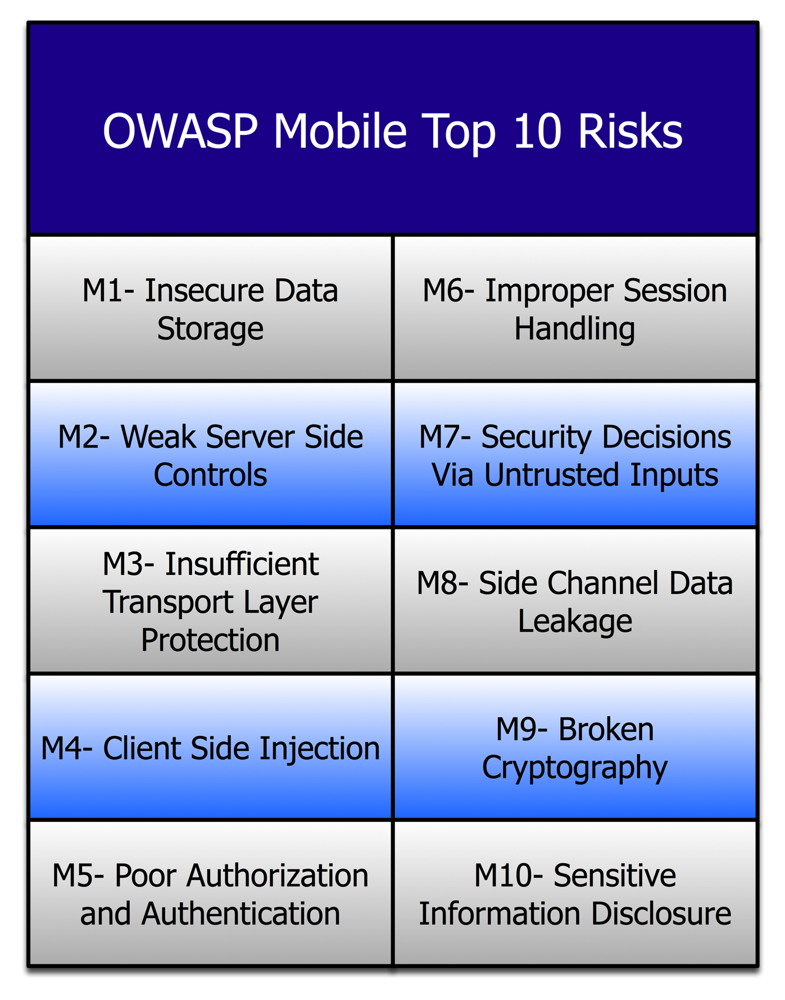 OWASP Mobile Top 10 Risks
M1- Insecure Data
Storage
M6- Improper Session
Handling
M2- Weak Server Side
Controls
M7- Security Decisions
Via Untrusted Inputs
M3- Insufficient
Transport Layer
Protection
M8- Side Channel Data
Leakage
M4- Client Side Injection
M9- Broken
Cryptography
M5- Poor Authorization
and Authentication
M10- Sensitive
Information Disclosure